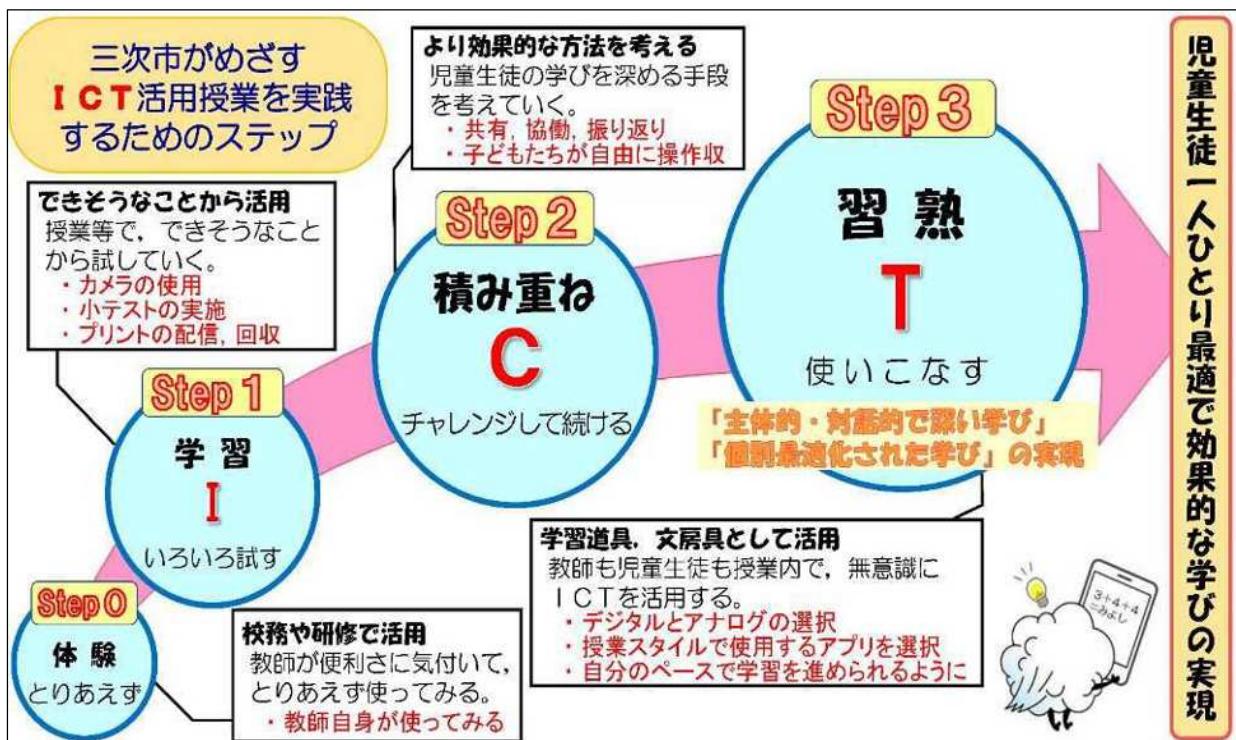 三次市がめざす
ICT活用授業を実践
するためのステップ
Step 0
体験
とりあえず
校務や研修で活用
教師が便利さに気付いて，
とりあえず使ってみる。
・教師自身が使ってみる
Step 1
学習
I
いろいろ試す
できそうなことから活用
授業等で，できそうなこと
から試していく。
・カメラの使用
・小テストの実施
・プリントの配信，回収
Step 2
積み重ね
C
チャレンジして続ける
より効果的な方法を考える
児童生徒の学びを深める手段
を考えていく。
・共有，協働，振り返り
・子どもたちが自由に操作収
Step 3
習熟
T
使いこなす
「主体的・対話的で深い学び」
「個別最適化された学び」の実現
学習道具，文房具として活用
教師も児童生徒も授業内で，無意識に
ICTを活用する。
・デジタルとアナログの選択
・授業スタイルで使用するアプリを選択
・自分のペースで学習を進められるように
3+4+4
=みよし
児童生徒一人ひとり最適で効果的な学びの実現